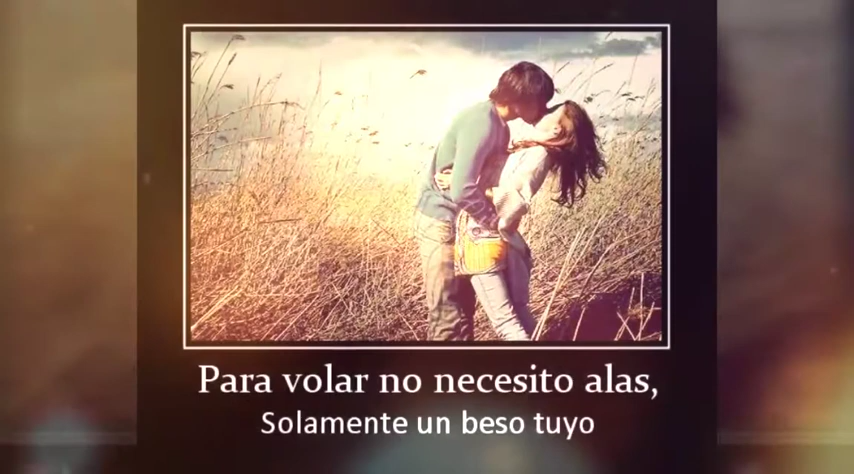 Para volar no necesito alas,
Solamente un beso tuyo